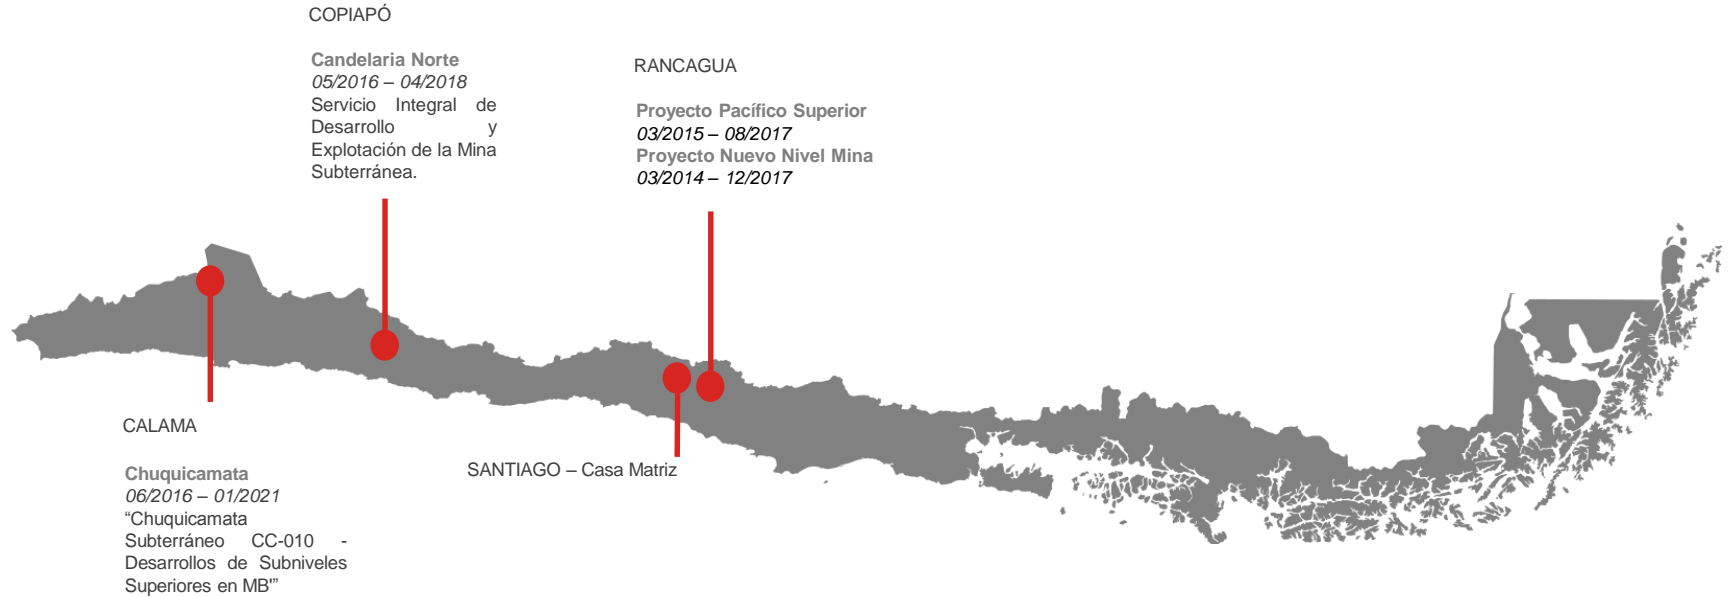 COPIAPÓ
Candelaria Norte
05/2016 – 04/2018
Servicio Integral de
Desarrollo y
Explotación de la Mina
Subterránea.
RANCAGUA
Proyecto Pacífico Superior
03/2015 – 08/2017
Proyecto Nuevo Nivel Mina
03/2014 – 12/2017
CALAMA
Chuquicamata
06/2016 – 01/2021
“Chuquicamata
Subterráneo CC-010 -
Desarrollos de Subniveles
Superiores en MB'”
SANTIAGO – Casa Matriz